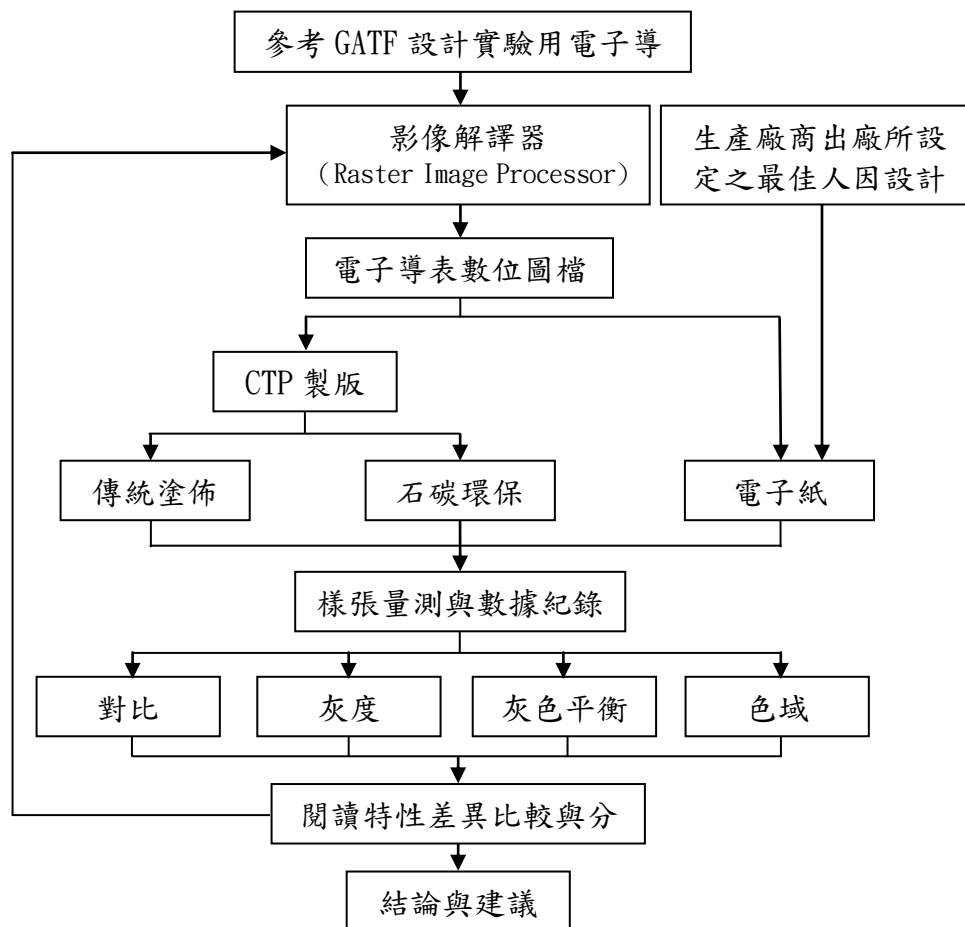 參考 GATF 設計實驗用電子導
影像解譯器
（Raster Image Processor）
生產廠商出廠所設
定之最佳人因設計
電子導表數位圖檔
CTP 製版
傳統塗佈
石碳環保
電子紙
樣張量測與數據紀錄
對比
灰度
灰色平衡
色域
閱讀特性差異比較與分
結論與建議